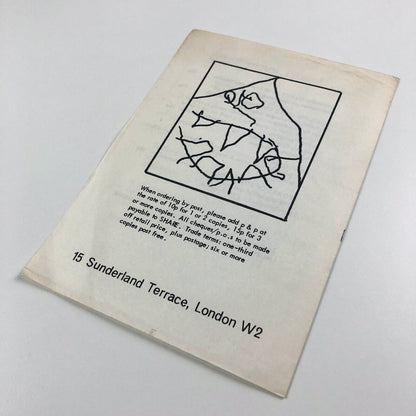 When ordering by post, please add p & p at
the rate of 10p for 1 or 2 copies, 12p for 3
or more copies. All cheques/p.o.s to be made
payable to SHARE. Trade terms: one-third
off retail price, plus postage; six or more
copies post free.
15 Sunderland Terrace, London W2